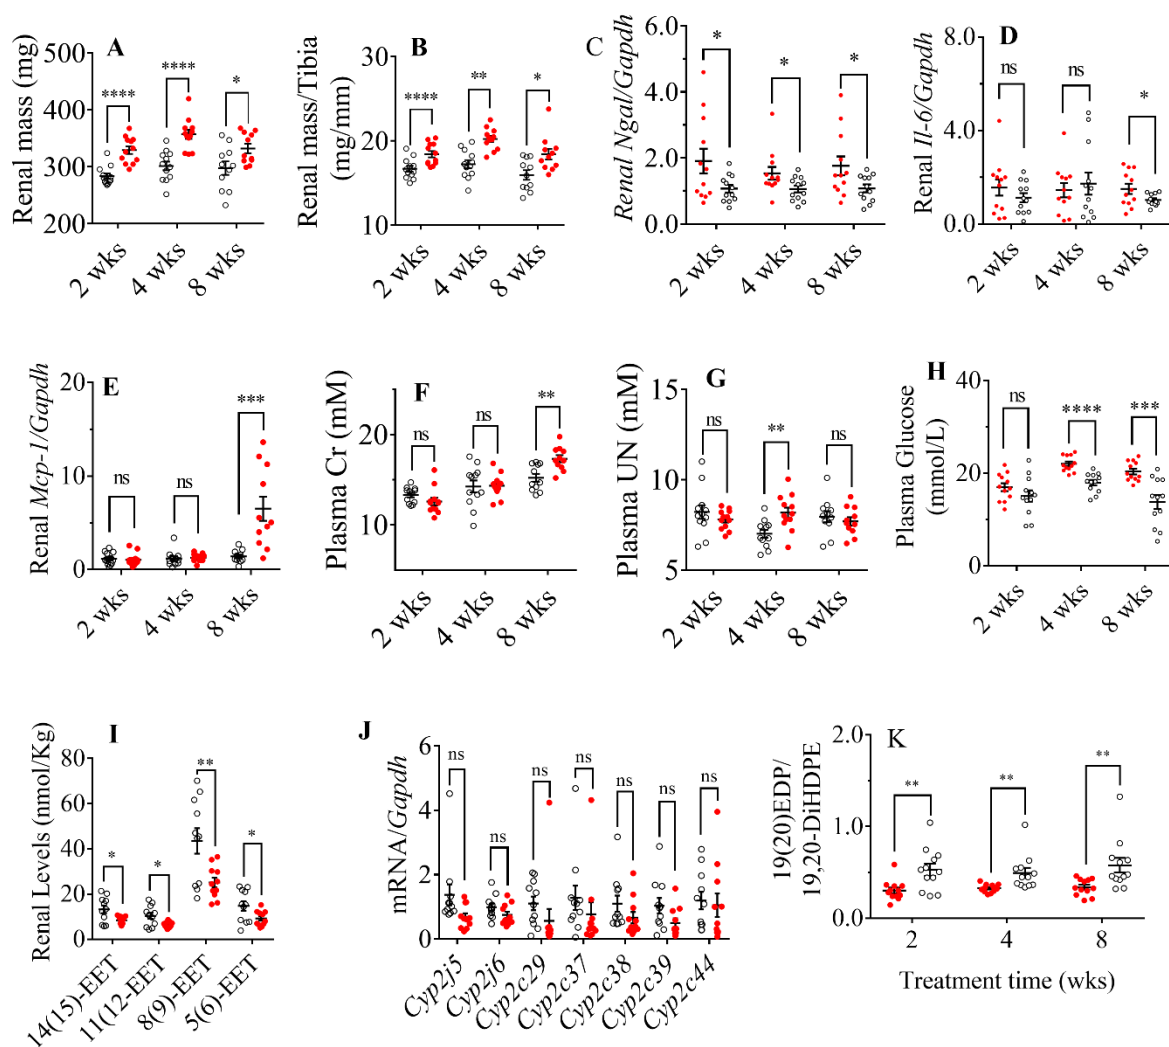 A
Renal mass (mg)
500
400
300
200
****
****
*
2 wks
4 wks
8 wks
B
Renal mass/Tibia
(mg/mm)
30
20
10
****
**
*
2 wks
4 wks
8 wks
C
Renal Ngal/Gapdh
6.0
4.0
2.0
0.0
*
*
*
2 wks
4 wks
8 wks
D
Renal Il-6/Gapdh
8.0
4.0
0.0
ns
ns
*
2 wks
4 wks
8 wks
E
Renal Mcp-1/Gapdh
20
10
0
ns
ns
***
2 wks
4 wks
8 wks
F
Plasma Cr (mM)
20
10
ns
ns
**
2 wks
4 wks
8 wks
G
Plasma UN (mM)
15
10
5
ns
**
ns
2 wks
4 wks
8 wks
H
Plasma Glucose
(mmol/L)
40
20
0
ns
****
***
2 wks
4 wks
8 wks
I
Renal Levels (nmol/Kg)
80
60
40
20
0
*
*
**
*
14(15)-EET
11(12-EET
8(9)-EET
5(6)-EET
J
mRNA/Gapdh
6
4
2
0
ns
ns
ns
ns
ns
ns
ns
Cyp2j5
Cyp2j6
Cyp2c29
Cyp2c37
Cyp2c38
Cyp2c39
Cyp2c44
K
19(20)EDP/
19,20-DiHDPE
2.0
1.0
0.0
**
**
**
2
4
8
Treatment time (wks)